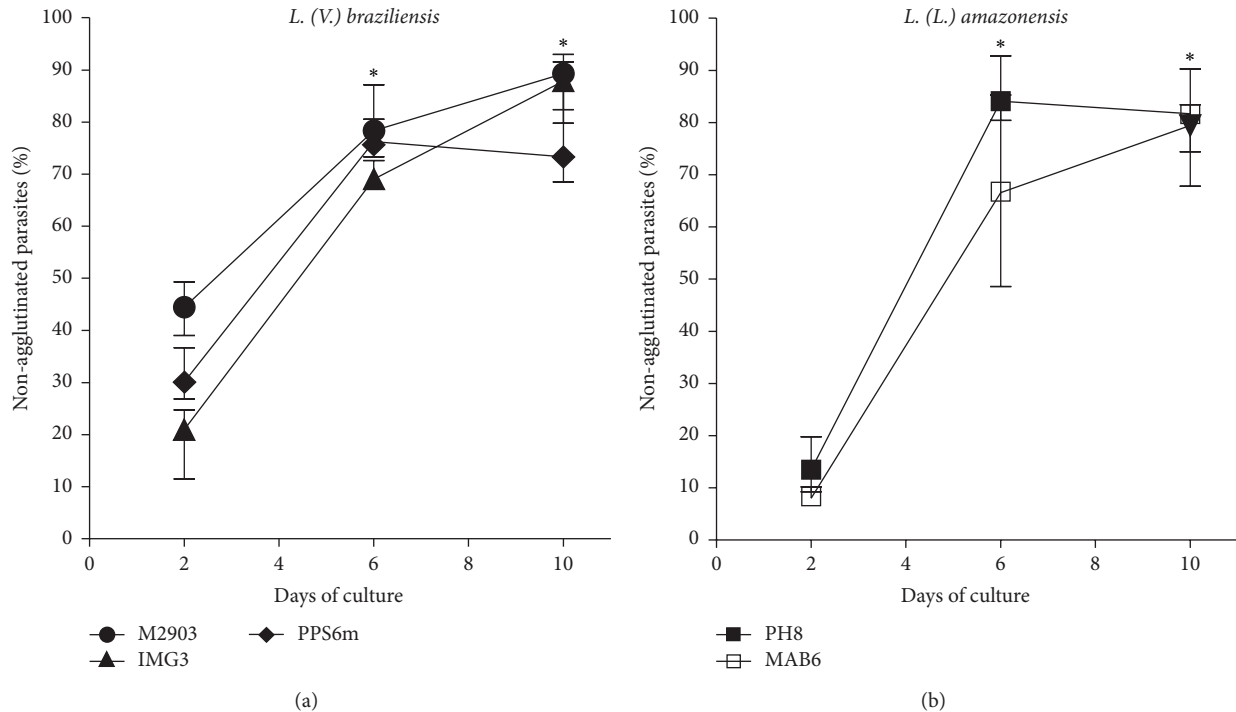 L. (V.) braziliensis
Non-agglutinated parasites (%)
100
90
80
70
60
50
40
30
20
10
0
* *
0 2 4 6 8 10
Days of culture
M2903 PPS6m
IMG3
(a)
L. (L.) amazonensis
Non-agglutinated parasites (%)
100
90
80
70
60
50
40
30
20
10
0
* *
0 2 4 6 8 10
Days of culture
PH8
MAB6
(b)